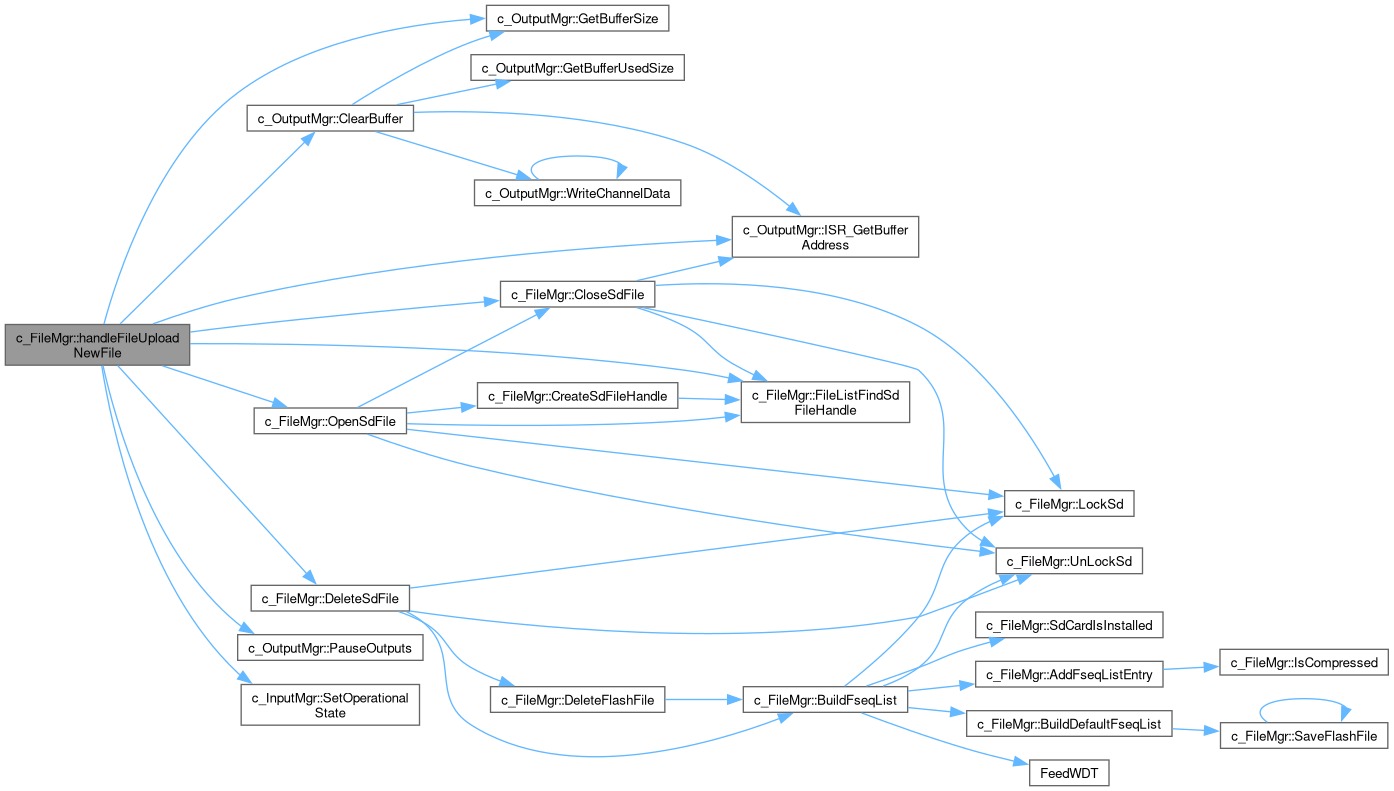 c_OutputMgr::GetBufferSize
c_OutputMgr::GetBufferUsedSize
c_OutputMgr::ClearBuffer
c_OutputMgr::WriteChannelData
c_OutputMgr::ISR_GetBuffer
Address
c_FileMgr::CloseSdFile
c_FileMgr::handleFileUpload
NewFile
c_FileMgr::CreateSdFileHandle
c_FileMgr::FileListFindSd
FileHandle
c_FileMgr::OpenSdFile
c_FileMgr::LockSd
c_FileMgr::UnLockSd
c_FileMgr::DeleteSdFile
c_FileMgr::SdCardIsInstalled
c_OutputMgr::PauseOutputs
c_FileMgr::IsCompressed
c_FileMgr::AddFseqListEntry
c_InputMgr::SetOperational
State
c_FileMgr::DeleteFlashFile
c_FileMgr::BuildFseqList
c_FileMgr::BuildDefaultFseqList
c_FileMgr::SaveFlashFile
FeedWDT